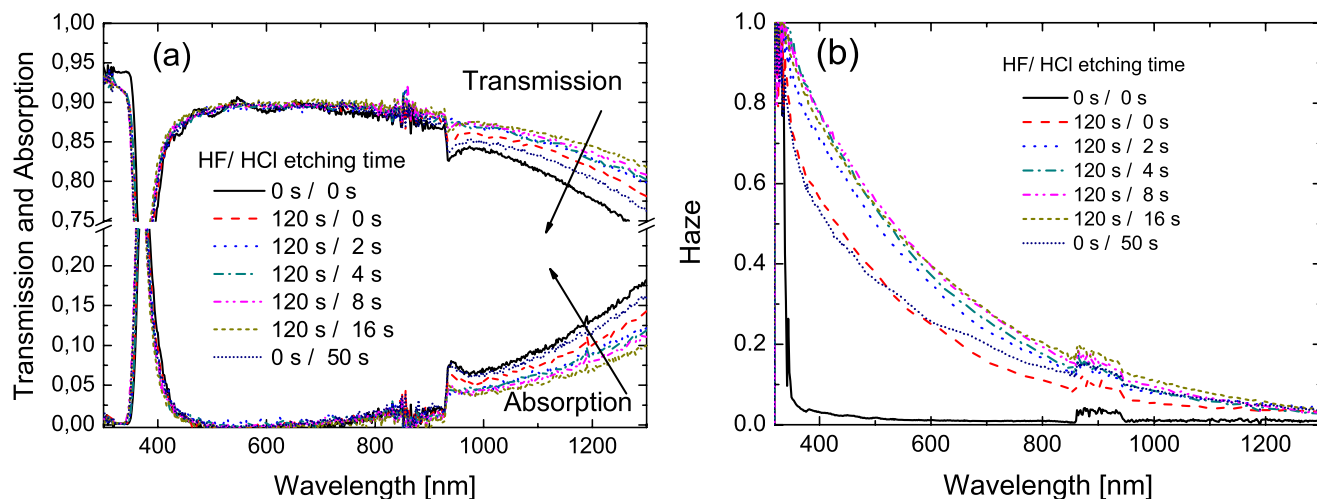 (a)
Transmission and Absorption
1,00
0,95
0,90
0,85
0,80
0,75
0,20
0,15
0,10
0,05
0,00
Transmission
HF/ HCl etching time
0 s / 0 s
120 s / 0 s
120 s / 2 s
120 s / 4 s
120 s / 8 s
120 s / 16 s
0 s / 50 s
Absorption
400 600 800 1000 1200
Wavelength [nm]
(b)
Haze
1.0
0.8
0.6
0.4
0.2
0.0
HF/ HCl etching time
0 s / 0 s
120 s / 0 s
120 s / 2 s
120 s / 4 s
120 s / 8 s
120 s / 16 s
0 s / 50 s
400 600 800 1000 1200
Wavelength [nm]